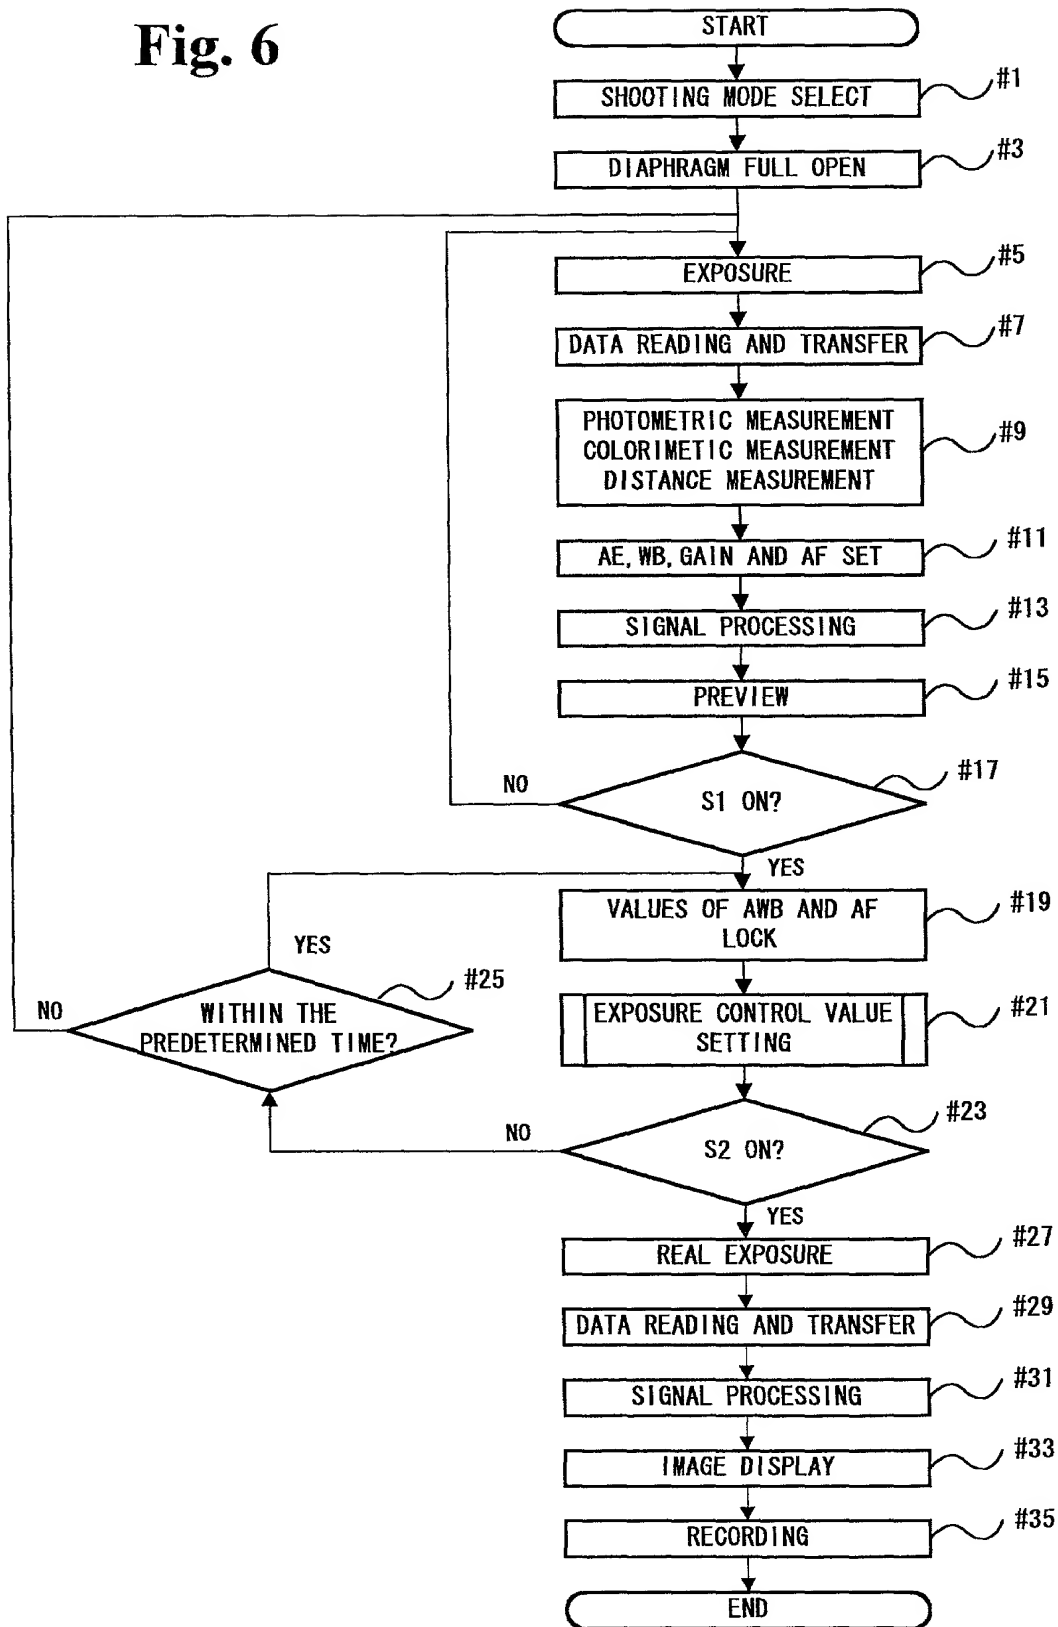 Fig. 6
START
SHOOTING MODE SELECT
#1
DIAPHRAGM FULL OPEN
#3
EXPOSURE
#5
DATA READING AND TRANSFER
#7
PHOTOMETRIC MEASUREMENT
COLORIMETIC MEASUREMENT
DISTANCE MEASUREMENT
#9
AE, WB, GAIN AND AF SET
#11
SIGNAL PROCESSING
#13
PREVIEW
#15
S1 ON?
#17
NO
YES
VALUES OF AWB AND AF
LOCK
#19
EXPOSURE CONTROL VALUE
SETTING
#21
S2 ON?
#23
NO
YES
WITHIN THE
PREDETERMINED TIME?
#25
YES
NO
REAL EXPOSURE
#27
DATA READING AND TRANSFER
#29
SIGNAL PROCESSING
#31
IMAGE DISPLAY
#33
RECORDING
#35
END